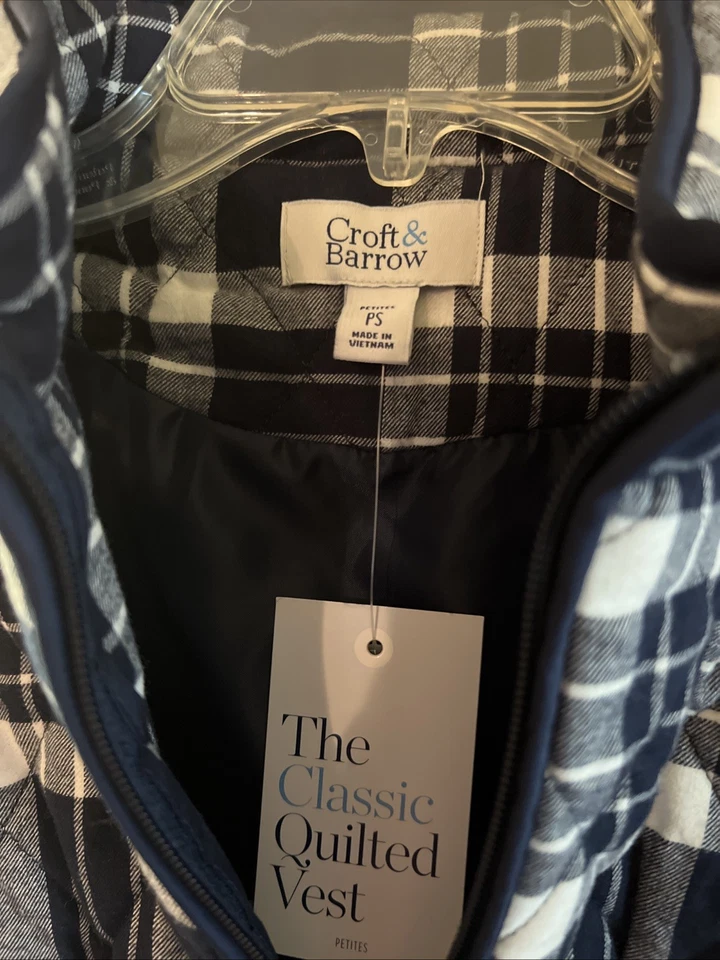 Croft&
Barrow
PETITES
PS
MADE IN
VIETNAM
The
Classic
Quilted
Vest
PETITES